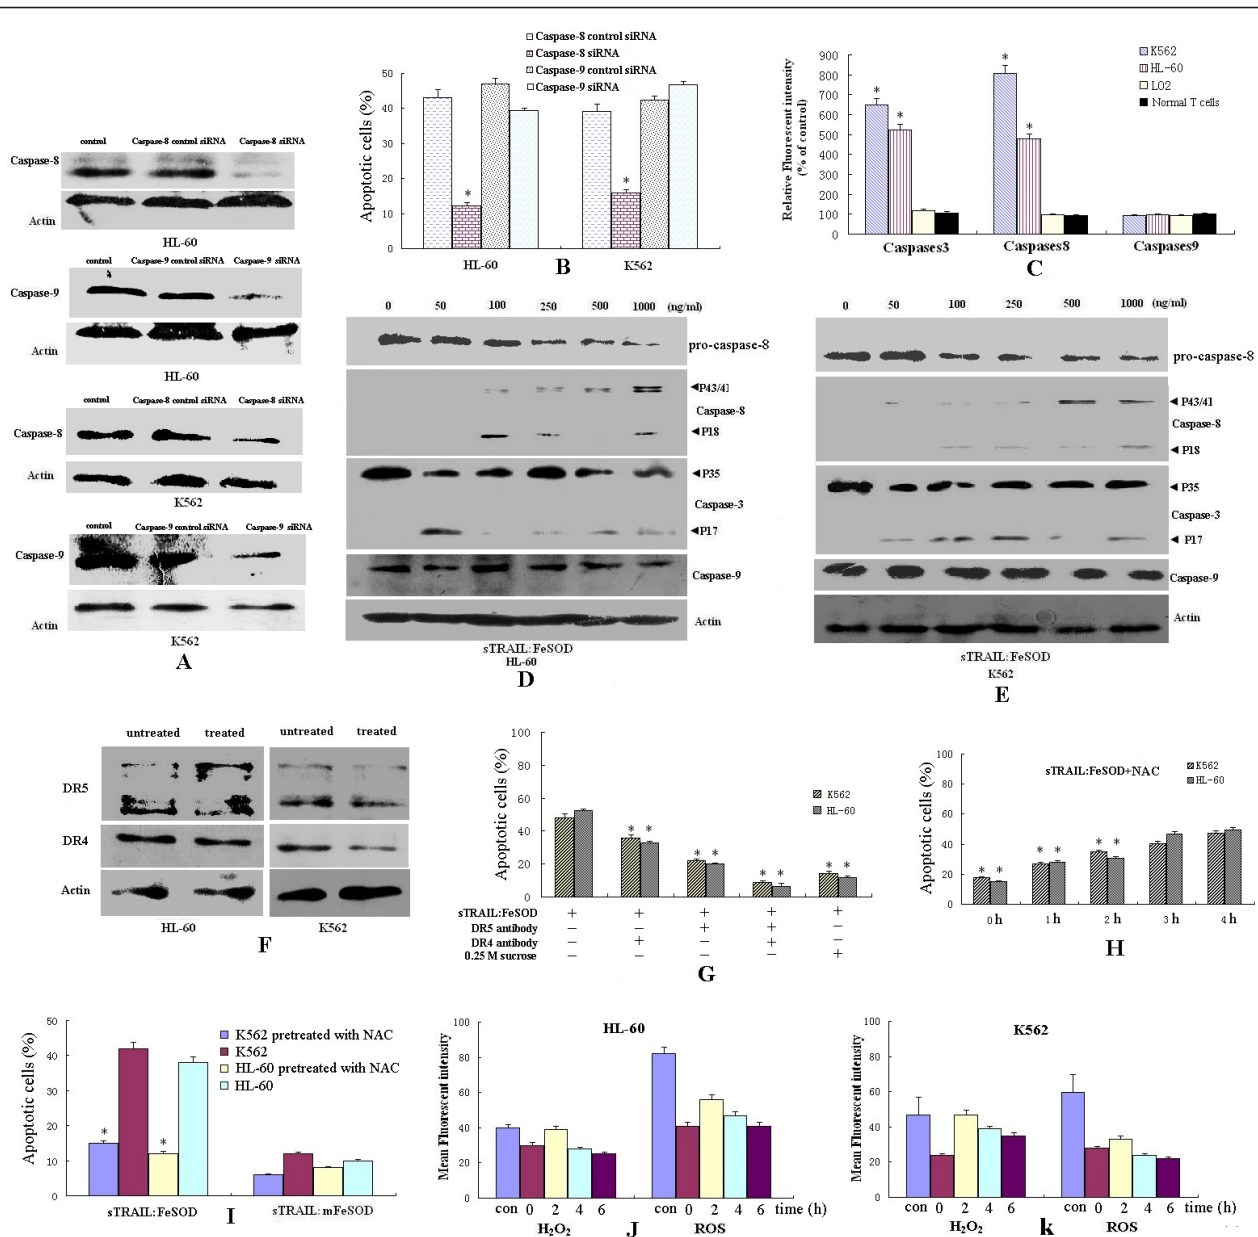 control Caspase-8 control siRNA Caspase-8 siRNA
Caspase-8
Actin
HL-60
control Caspase-9 control siRNA Caspase-9 siRNA
Caspase-9
Actin
HL-60
control Caspase-8 control siRNA Caspase-8 siRNA
Caspase-8
Actin
K562
control Caspase-9 control siRNA Caspase-9 siRNA
Caspase-9
Actin
K562
A
Caspase-8 control siRNA
Caspase-8 siRNA
Caspase-9 control siRNA
Caspase-9 siRNA
Apoptotic cells (%)
50
40
30
20
10
0
* *
HL-60 K562
B
Relative Fluorescent intensity
(% of control)
900
800
700
600
500
400
300
200
100
0
* * * *
K562
HL-60
LO2
Normal T cells
Caspases3 Caspases8 Caspases9
C
0 50 100 250 500 1000 (ng/ml)
pro-caspase-8
◄P43/41
Caspase-8
◄P18
◄P35
Caspase-3
◄P17
Caspase-9
Actin
sTRAIL:FeSOD
HL-60
D
0 50 100 250 500 1000 (ng/ml)
pro-caspase-8
◄P43/41
Caspase-8
◄P18
◄P35
Caspase-3
◄P17
Caspase-9
Actin
sTRAIL:FeSOD
K562
E
untreated treated untreated treated
DR5
DR4
Actin
HL-60 K562
F
Apoptotic cells (%)
100
80
60
40
20
0
K562
HL-60
* * * * * * * *
sTRAIL:FeSOD + + + + +
DR5 antibody − − + + −
DR4 antibody − + − + −
0.25 M sucrose − − − − +
G
Apoptotic cells (%)
100
80
60
40
20
0
sTRAIL:FeSOD+NAC
K562
HL-60
* * * * * *
0 h 1 h 2 h 3 h 4 h
H
Apoptotic cells (%)
50
40
30
20
10
0
K562 pretreated with NAC
K562
HL-60 pretreated with NAC
HL-60
* *
sTRAIL:FeSOD sTRAIL:mFeSOD
I
HL-60
Mean Fluorescent intensity
100
80
60
40
20
0
con 0 2 4 6 con 0 2 4 6 time (h)
H₂O₂ ROS
J
K562
Mean Fluorescent intensity
100
80
60
40
20
0
con 0 2 4 6 con 0 2 4 6 time (h)
H₂O₂ ROS
k